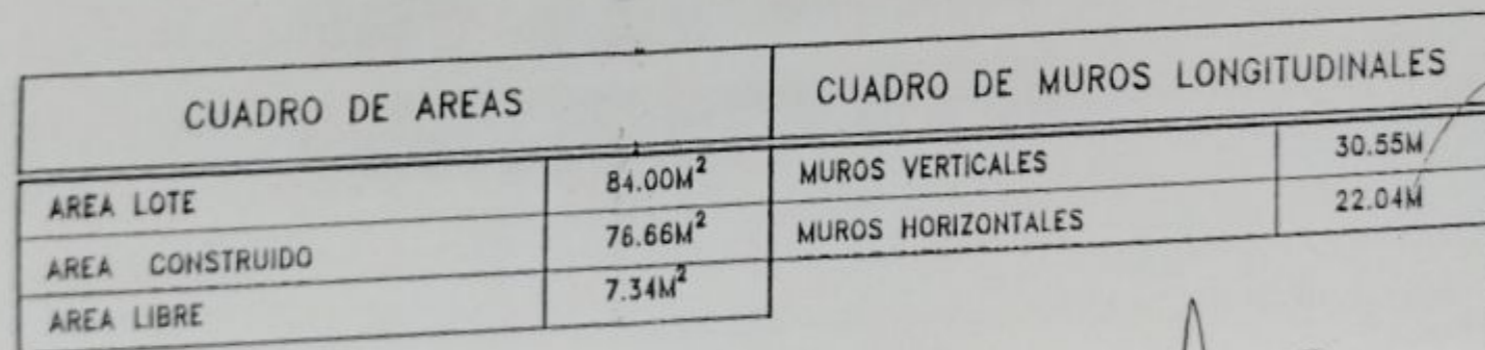 CUADRO DE AREAS
CUADRO DE MUROS LONGITUDINALES
AREA LOTE 84.00M²
MUROS VERTICALES 30.55M
AREA CONSTRUIDO 76.66M²
MUROS HORIZONTALES 22.04M
AREA LIBRE 7.34M²